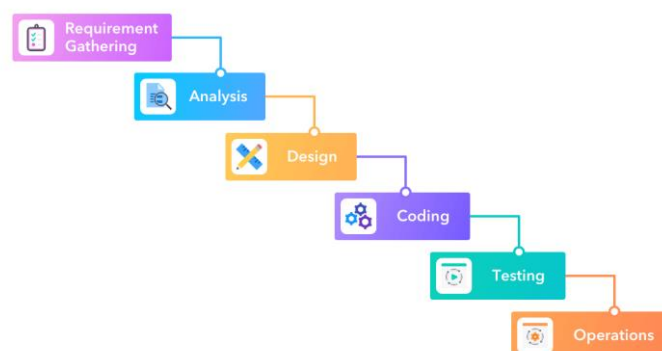 Requirement
Gathering
Analysis
Design
Coding
Testing
Operations